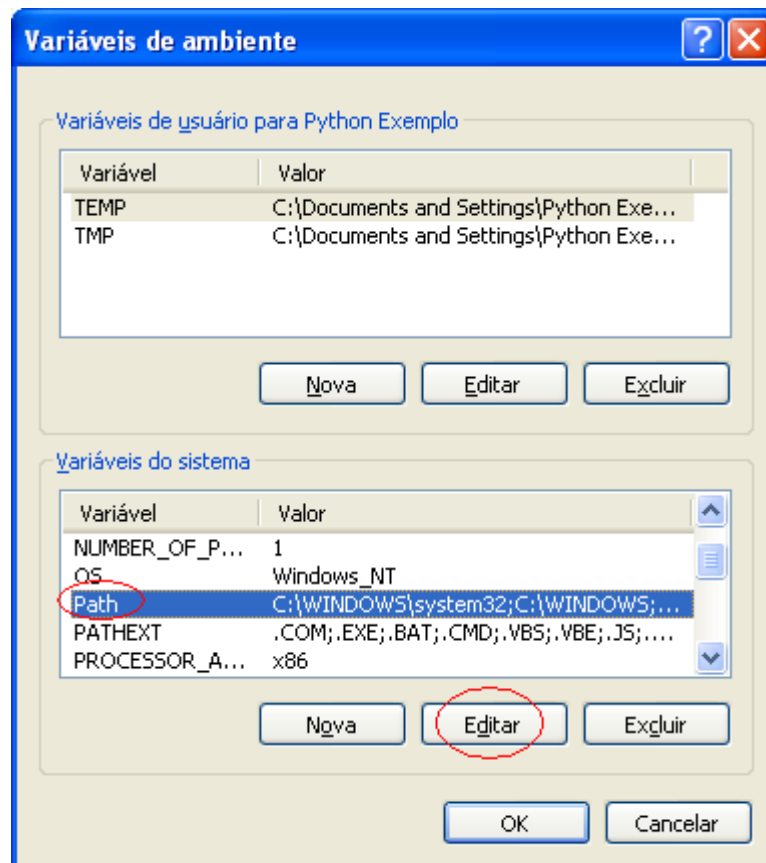 Variáveis de ambiente
Variáveis de usuário para Python Exemplo
Variável Valor
TEMP C:\Documents and Settings\Python Exe...
TMP C:\Documents and Settings\Python Exe...
Nova Editar Excluir
Variáveis do sistema
Variável Valor
NUMBER_OF_P... 1
OS Windows_NT
Path C:\WINDOWS\system32;C:\WINDOWS;...
PATHEXT .COM;.EXE;.BAT;.CMD;.VBS;.VBE;.JS;....
PROCESSOR_A... x86
Nova Editar Excluir
OK Cancelar